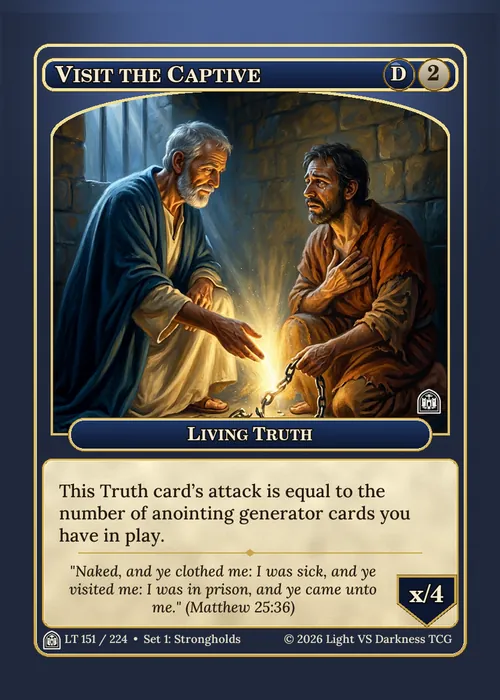 Visit the Captive D 2
Living Truth
This Truth card's attack is equal to the
number of anointing generator cards you
have in play.
"Naked, and ye clothed me: I was sick, and ye
visited me: I was in prison, and ye came unto
me." (Matthew 25:36)
x/4
LT 151 / 224 • Set 1: Strongholds © 2026 Light VS Darkness TCG